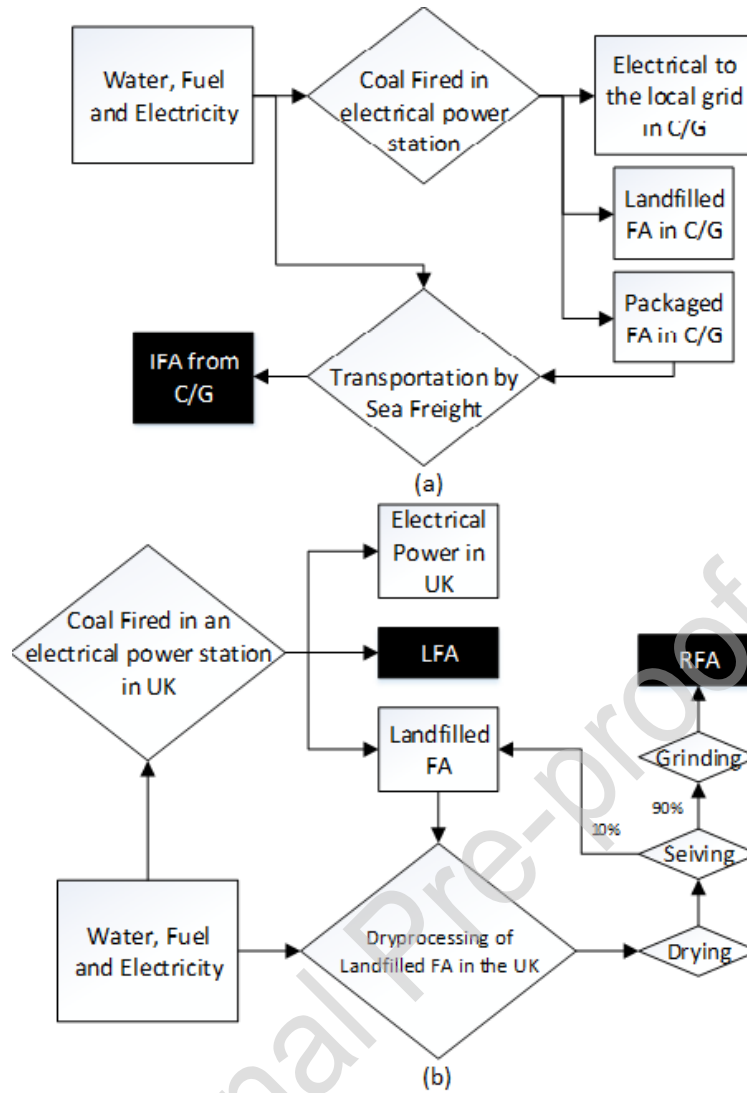 Water, Fuel
and Electricity
Coal Fired in
electrical power
station
Electrical to
the local grid
in C/G
Landfilled
FA in C/G
Packaged
FA in C/G
IFA from
C/G
Transportation by
Sea Freight
(a)
Electrical
Power in
UK
Coal Fired in an
electrical power station
in UK
LFA
RFA
Landfilled
FA
Grinding
90%
10%
Seiving
Water, Fuel
and Electricity
Dryprocessing of
Landfilled FA in the UK
Drying
(b)
nal Pre-proof